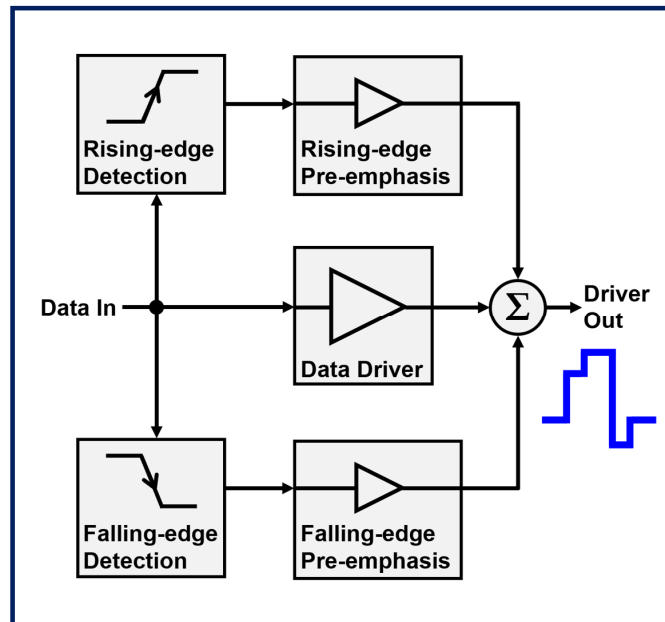 Rising-edge
Detection
Rising-edge
Pre-emphasis
Data In
Data Driver
Σ
Driver
Out
Falling-edge
Detection
Falling-edge
Pre-emphasis